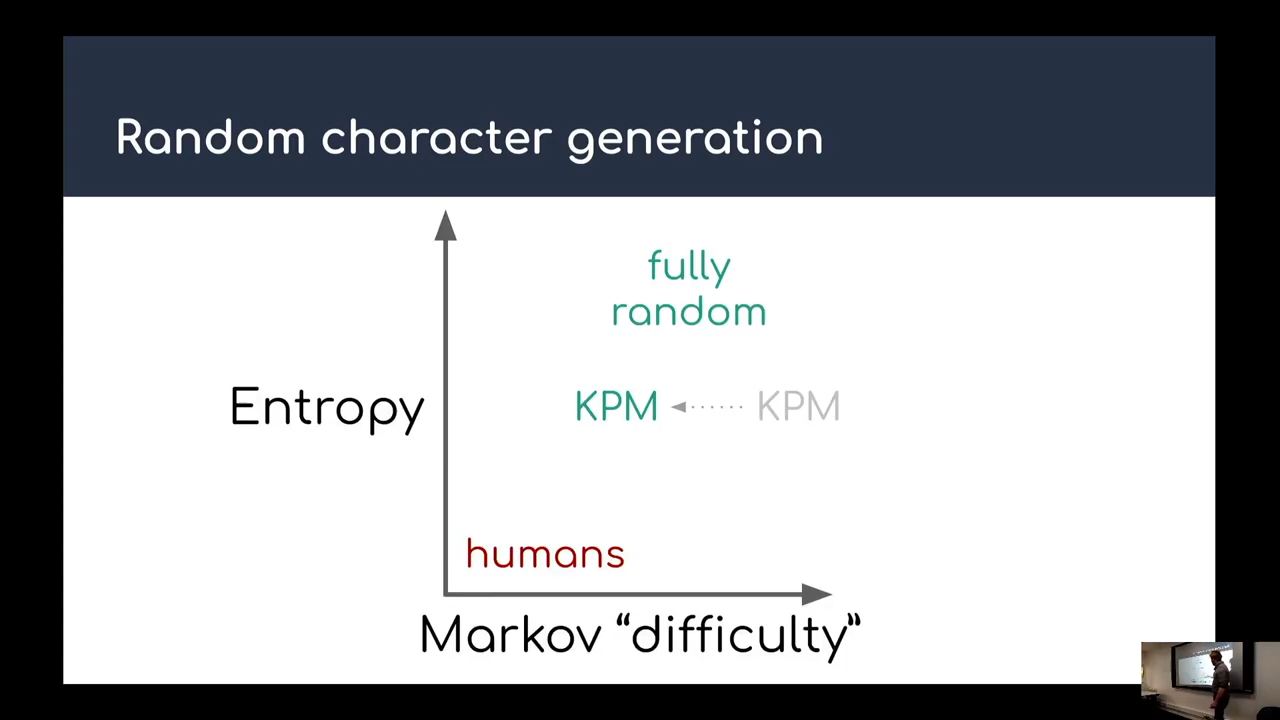 Random character generation
fully
random
Entropy
KPM
KPM
humans
Markov “difficulty”